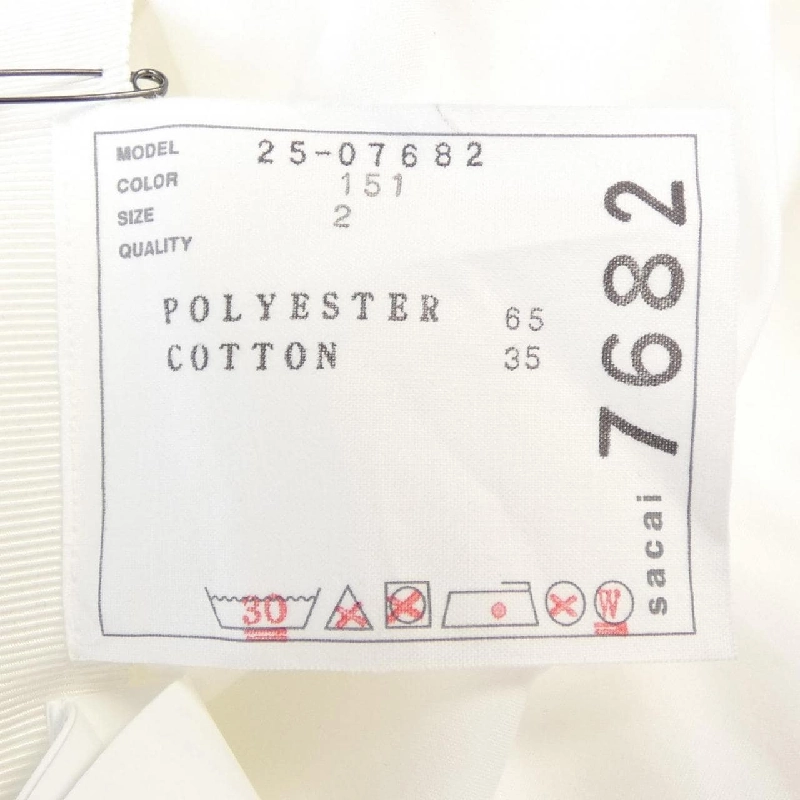 MODEL 25-07682
COLOR 151
SIZE 2
QUALITY
POLYESTER 65
COTTON 35
sacai 7682
30
W